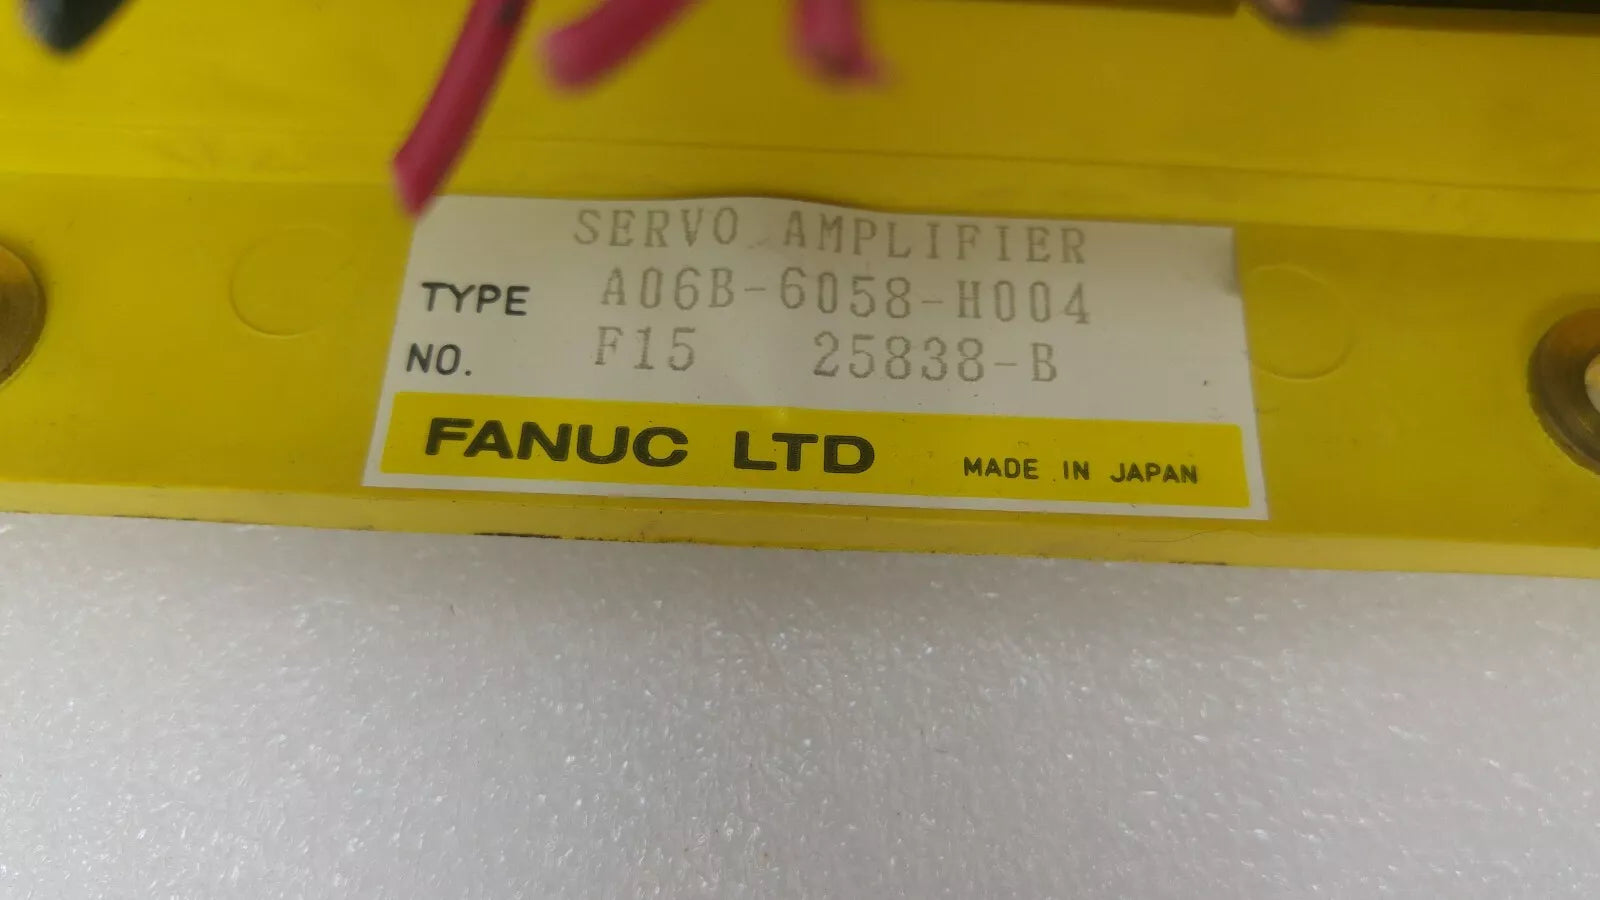 SERVO AMPLIFIER
TYPE A06B-6058-H004
NO. F15 25838-B
FANUC LTD MADE IN JAPAN